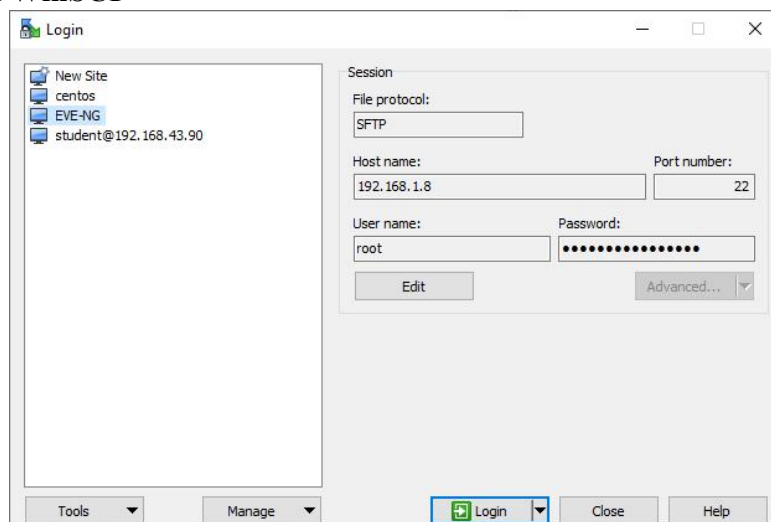 Login
New Site
centos
EVE-NG
student@192.168.43.90
Session
File protocol:
SFTP
Host name: Port number:
192.168.1.8 22
User name: Password:
root ●●●●●●●●●●●●●●●●
Edit Advanced...
Tools Manage Login Close Help